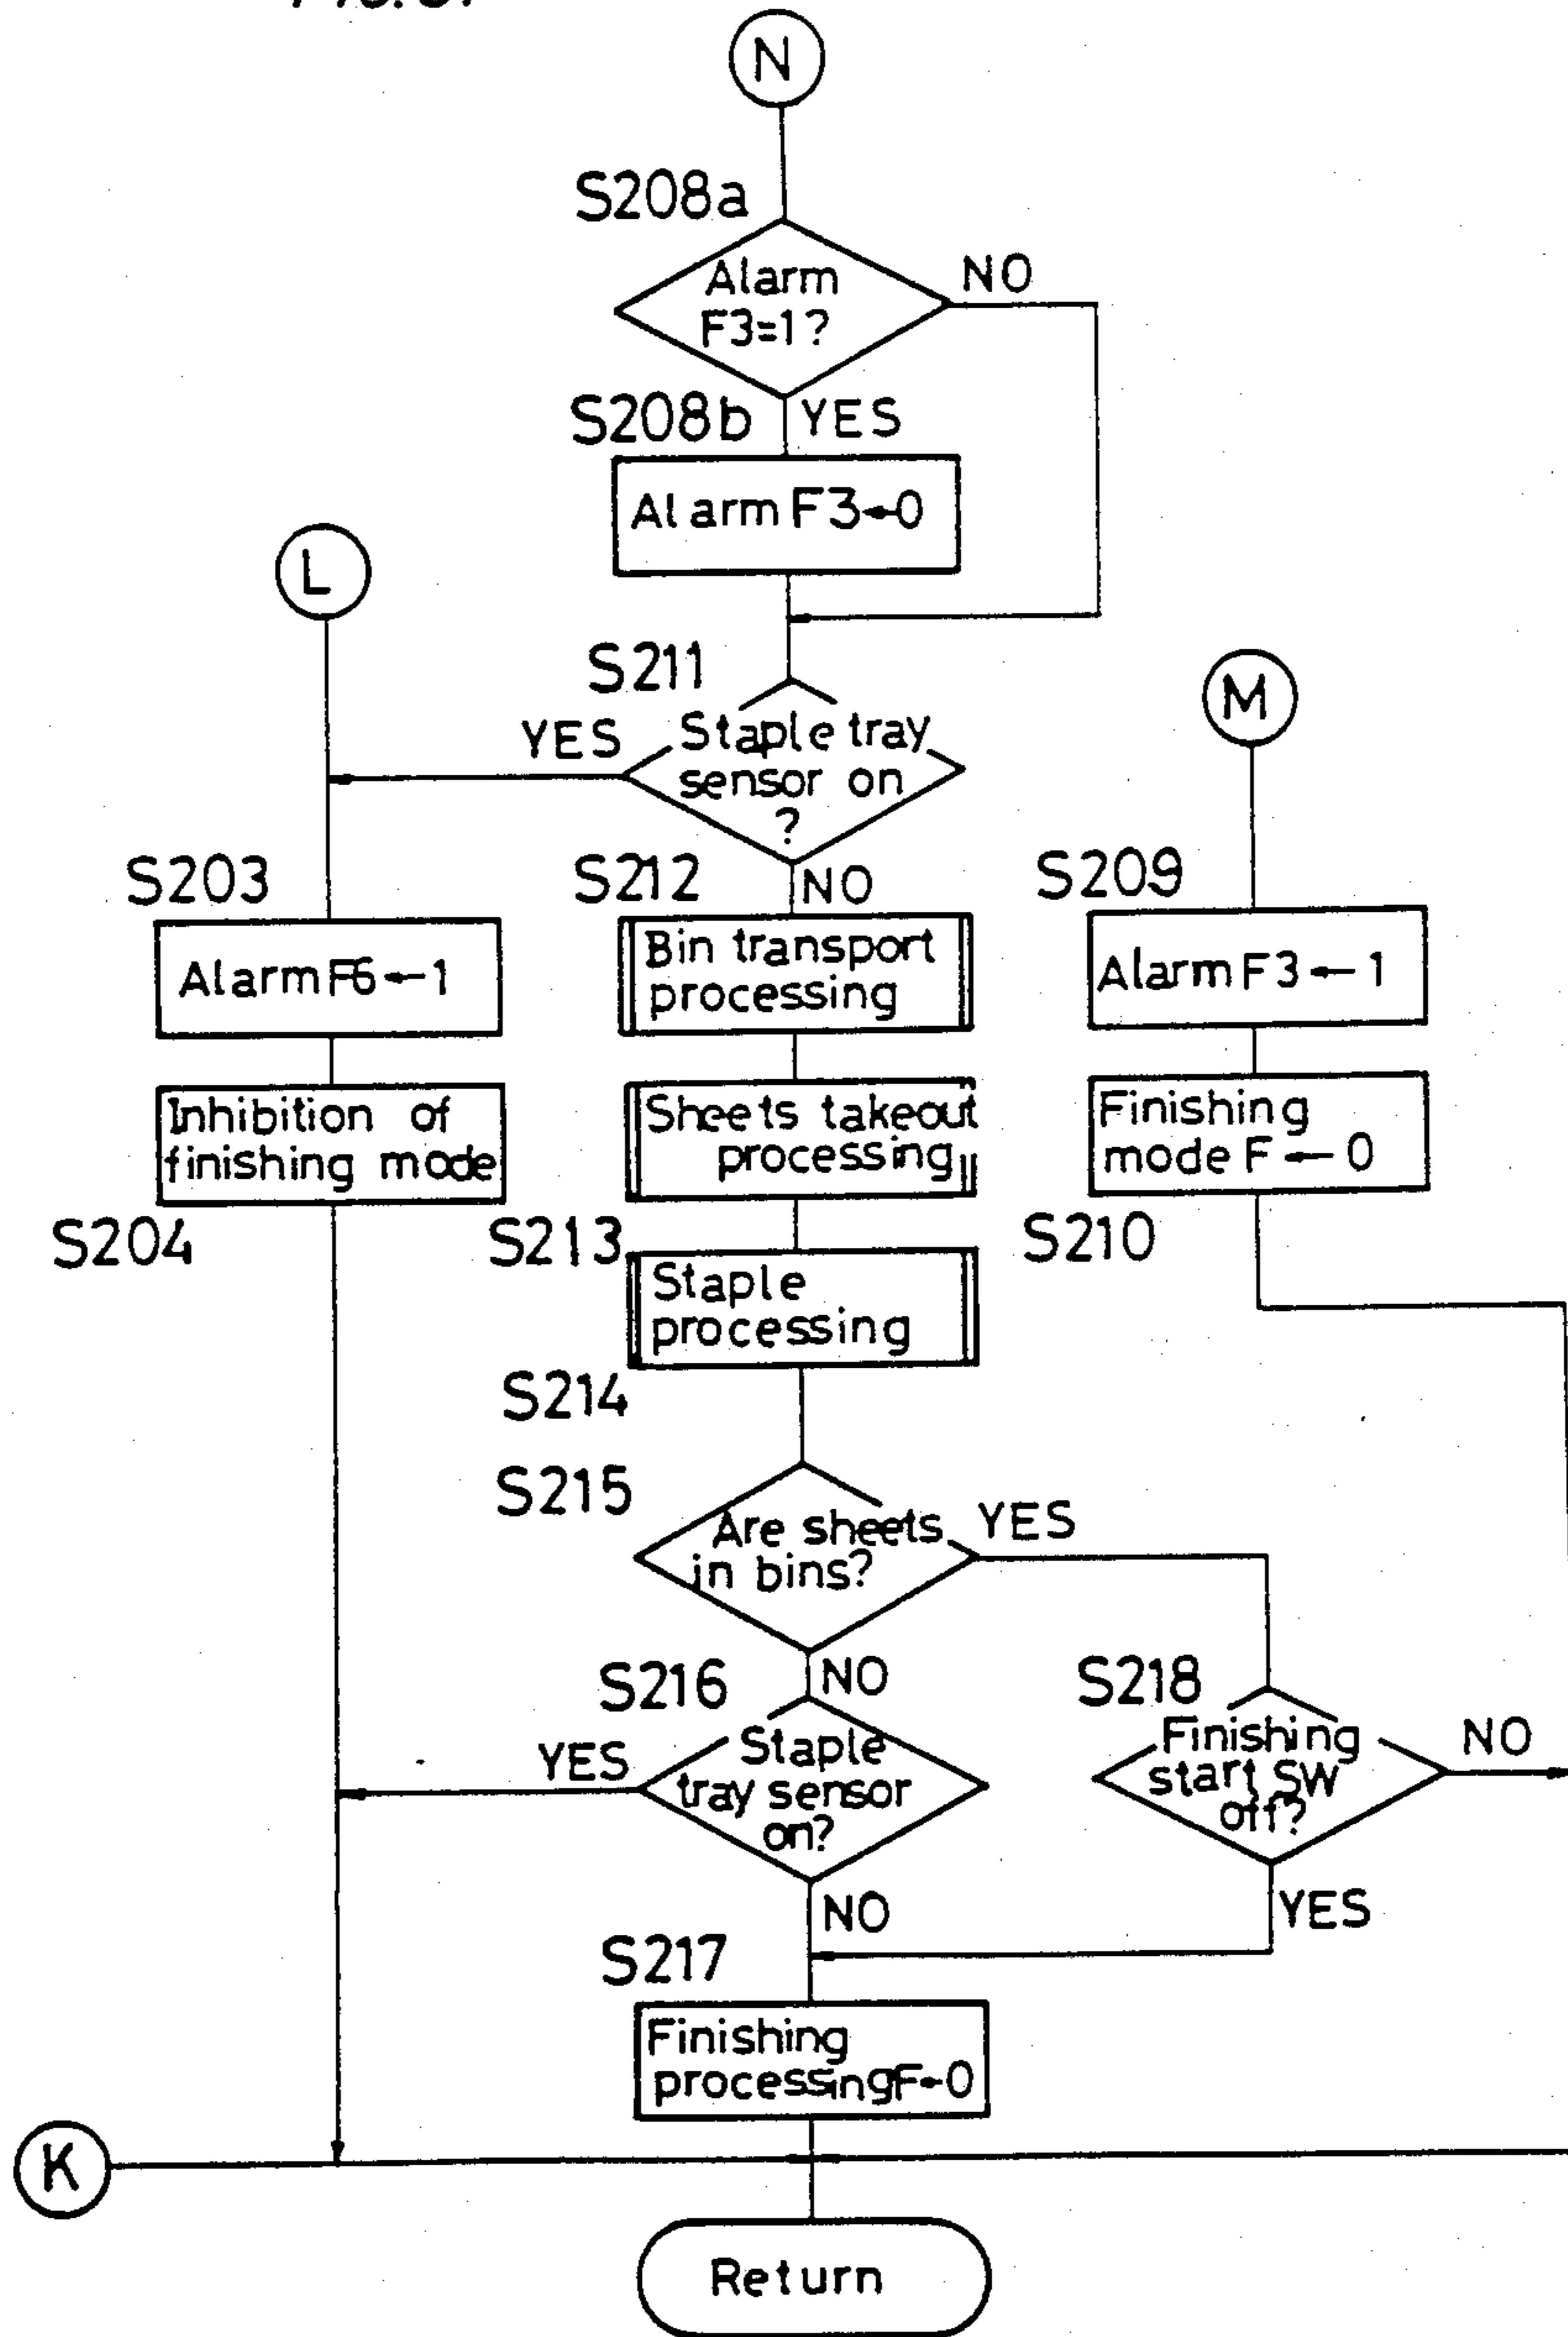 N
S208a
Alarm
F3=1?
NO
S208b
YES
Alarm F3←0
L
S211
M
YES
Staple tray
sensor on
?
S203
S212
NO
S209
Alarm F6←1
Bin transport
processing
Alarm F3←1
Inhibition of
finishing mode
Sheets takeout
processing
Finishing
mode F←0
S204
S213
S210
Staple
processing
S214
S215
Are sheets
in bins?
YES
S216
NO
S218
YES
Staple
tray sensor
on?
Finishing
start SW
off?
NO
NO
YES
S217
Finishing
processing F←0
K
Return